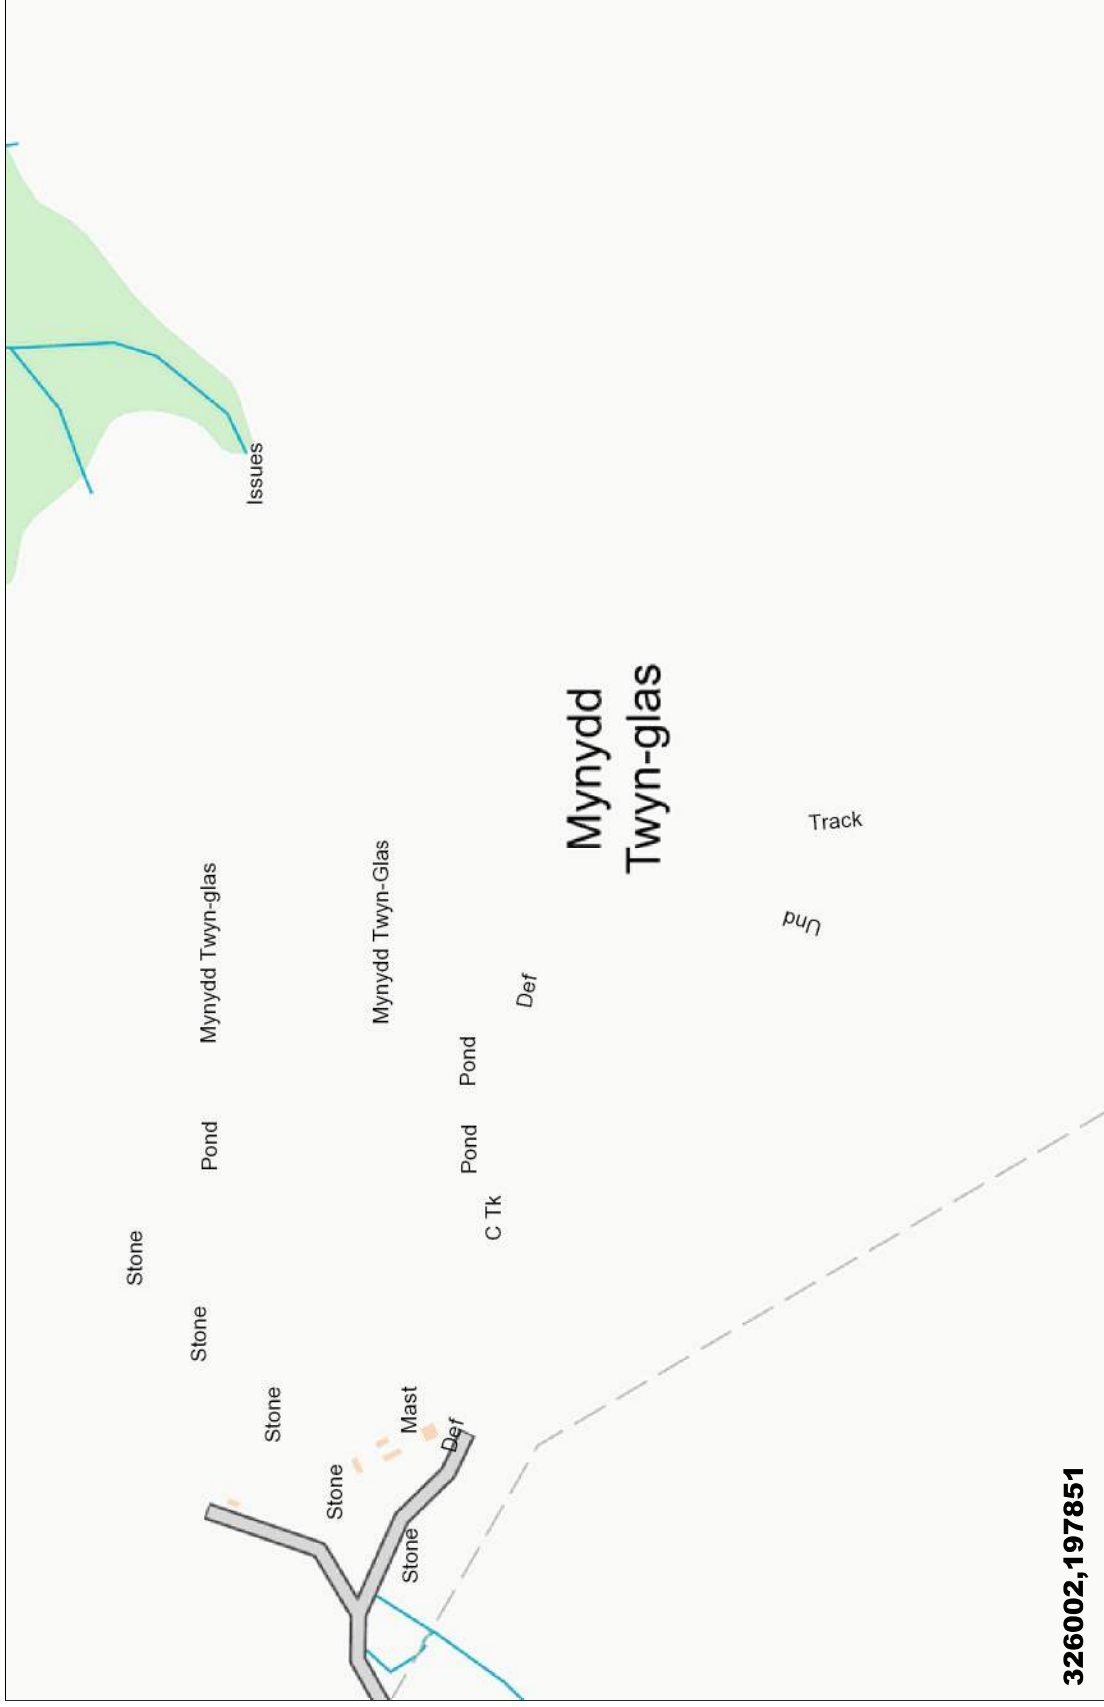 Issues
Mynydd
Twyn-glas
Track
Mynydd Twyn-glas
Mynydd Twyn-Glas
Und
Def
Pond
Pond
Pond
C Tk
Stone
Stone
Stone
Mast
Def
Stone
Stone
326002,197851